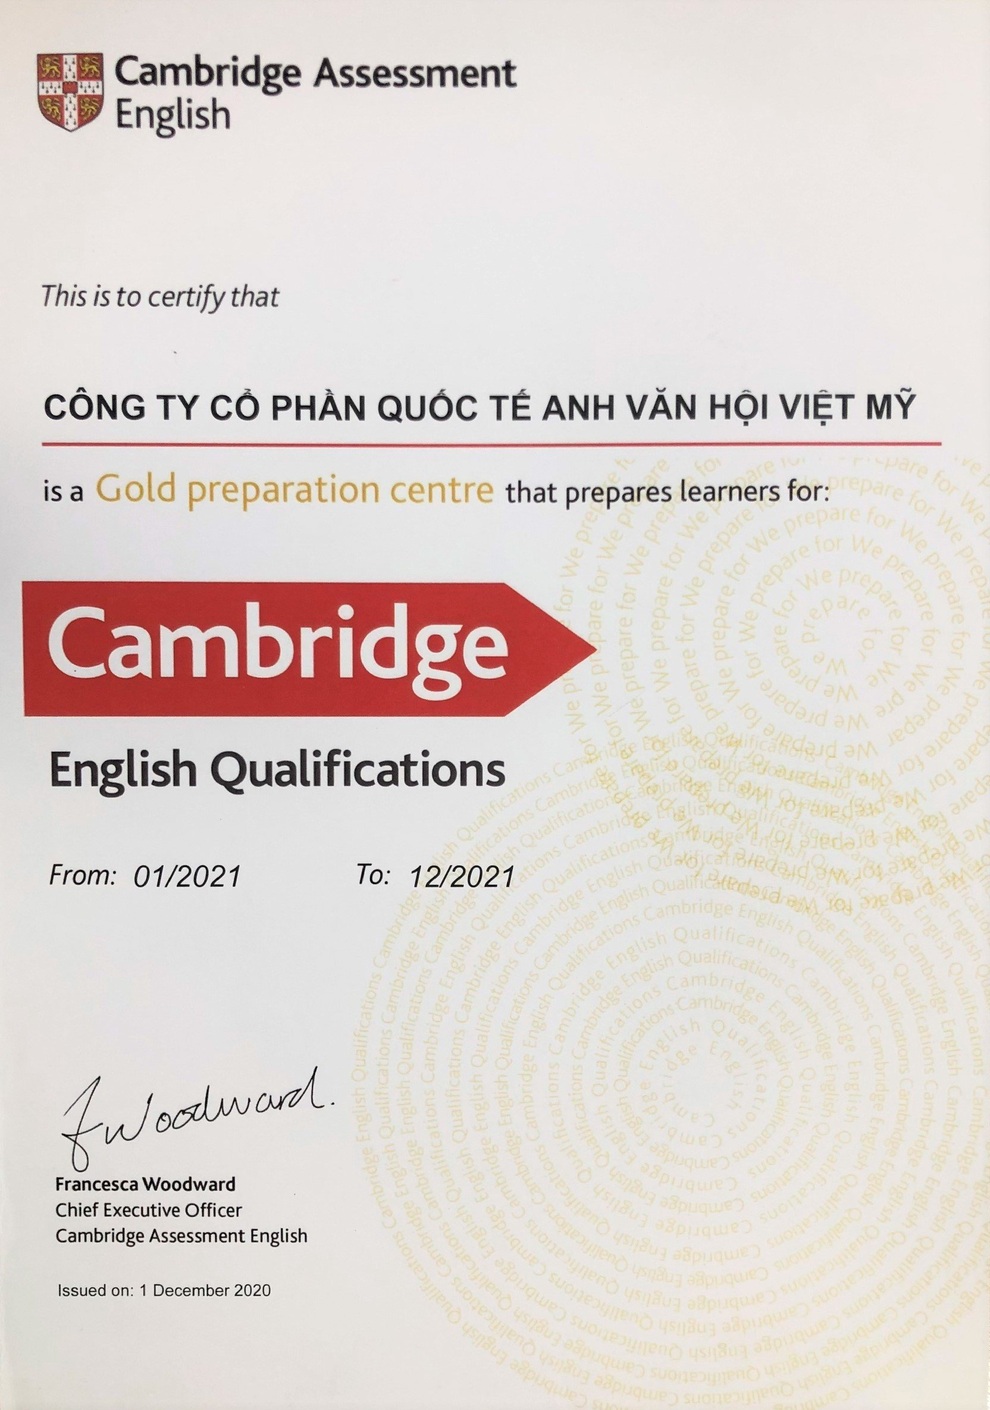 Cambridge Assessment
English
This is to certify that
CÔNG TY CỔ PHẦN QUỐC TẾ ANH VĂN HỘI VIỆT MỸ
is a Gold preparation centre that prepares learners for:
Cambridge
English Qualifications
From: 01/2021 To: 12/2021
FWoodward.
Francesca Woodward
Chief Executive Officer
Cambridge Assessment English
Issued on: 1 December 2020